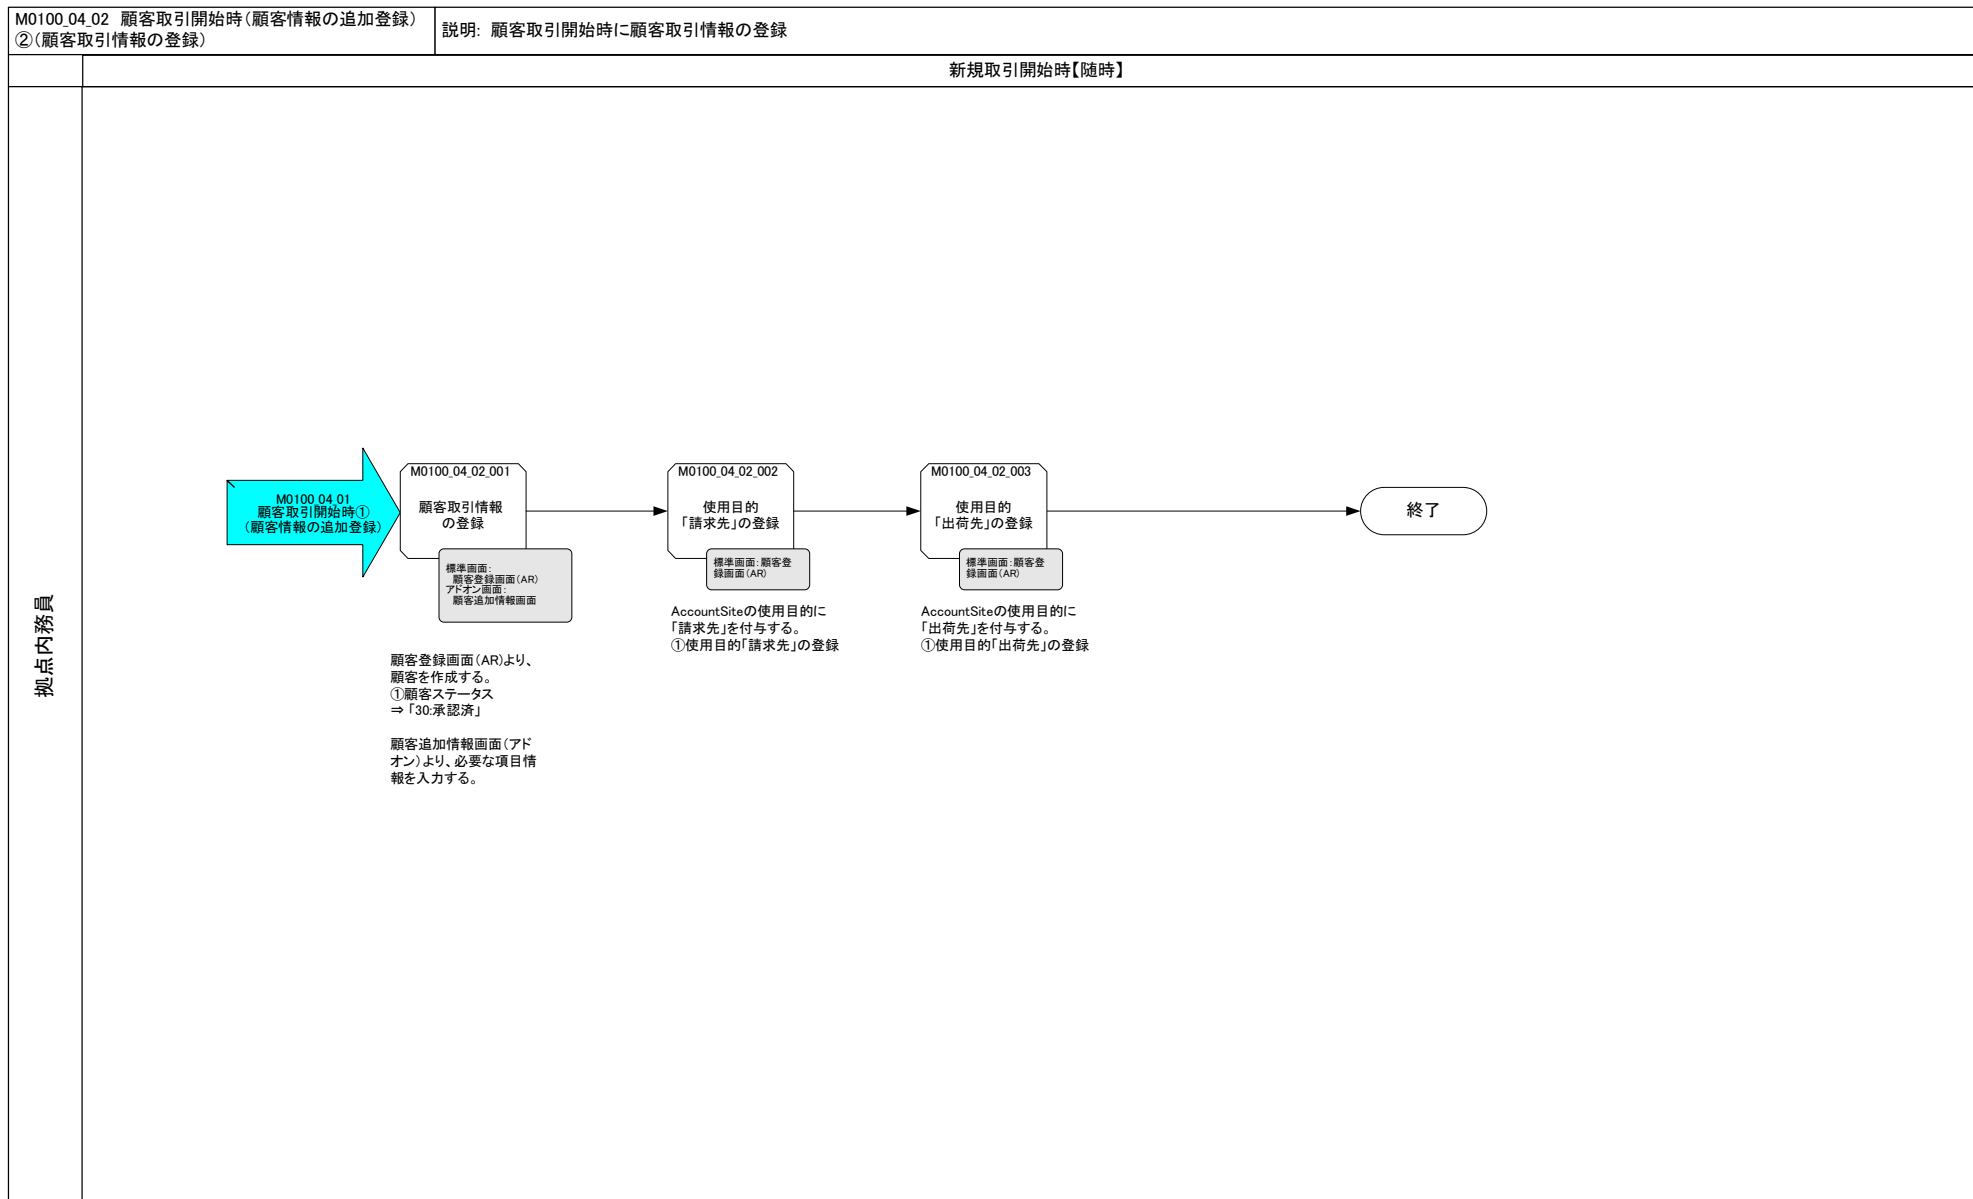 M0100_04_02 顧客取引開始時(顧客情報の追加登録)
②(顧客取引情報の登録)
説明: 顧客取引開始時に顧客取引情報の登録
新規取引開始時【随時】
拠点内務員
M0100_04_01
顧客取引開始時①
(顧客情報の追加登録)
M0100_04_02_001
顧客取引情報
の登録
標準画面:
顧客登録画面(AR)
アドオン画面:
顧客追加情報画面
顧客登録画面(AR)より、
顧客を作成する。
①顧客ステータス
⇒「30:承認済」
顧客追加情報画面(アド
オン)より、必要な項目情
報を入力する。
M0100_04_02_002
使用目的
「請求先」の登録
標準画面:顧客登
録画面(AR)
AccountSiteの使用目的に
「請求先」を付与する。
①使用目的「請求先」の登録
M0100_04_02_003
使用目的
「出荷先」の登録
標準画面:顧客登
録画面(AR)
AccountSiteの使用目的に
「出荷先」を付与する。
①使用目的「出荷先」の登録
終了